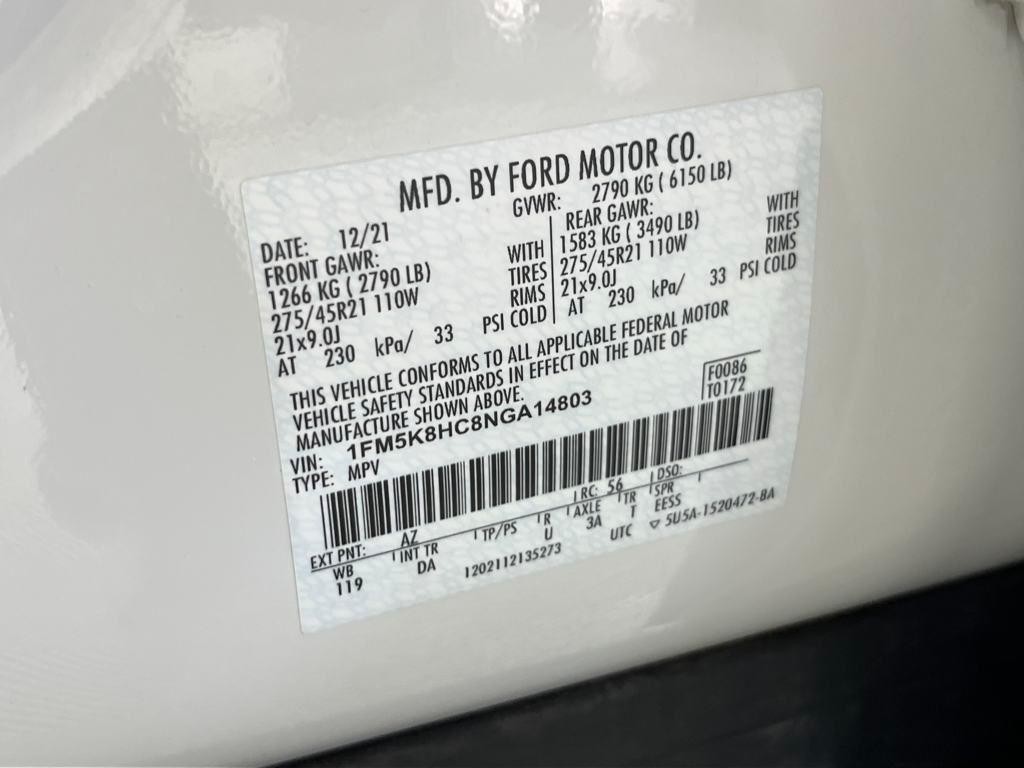 MFD. BY FORD MOTOR CO.
DATE: 12/21
GVWR: 2790 KG ( 6150 LB)
FRONT GAWR:
1266 KG ( 2790 LB) WITH
275/45R21 110W TIRES
21x9.0J RIMS
AT 230 kPa/ 33 PSI COLD
REAR GAWR:
1583 KG ( 3490 LB) WITH
275/45R21 110W TIRES
21x9.0J RIMS
AT 230 kPa/ 33 PSI COLD
THIS VEHICLE CONFORMS TO ALL APPLICABLE FEDERAL MOTOR
VEHICLE SAFETY STANDARDS IN EFFECT ON THE DATE OF
MANUFACTURE SHOWN ABOVE.
F0086
T0172
VIN: 1FM5K8HC8NGA14803
TYPE: MPV
EXT PNT: AZ RC: 56 DSO:
WB INT TR TP/PS R AXLE TR SPR
119 DA U 3A T EESS
1202112135273 UTC ▽ 5U5A-1520472-BA